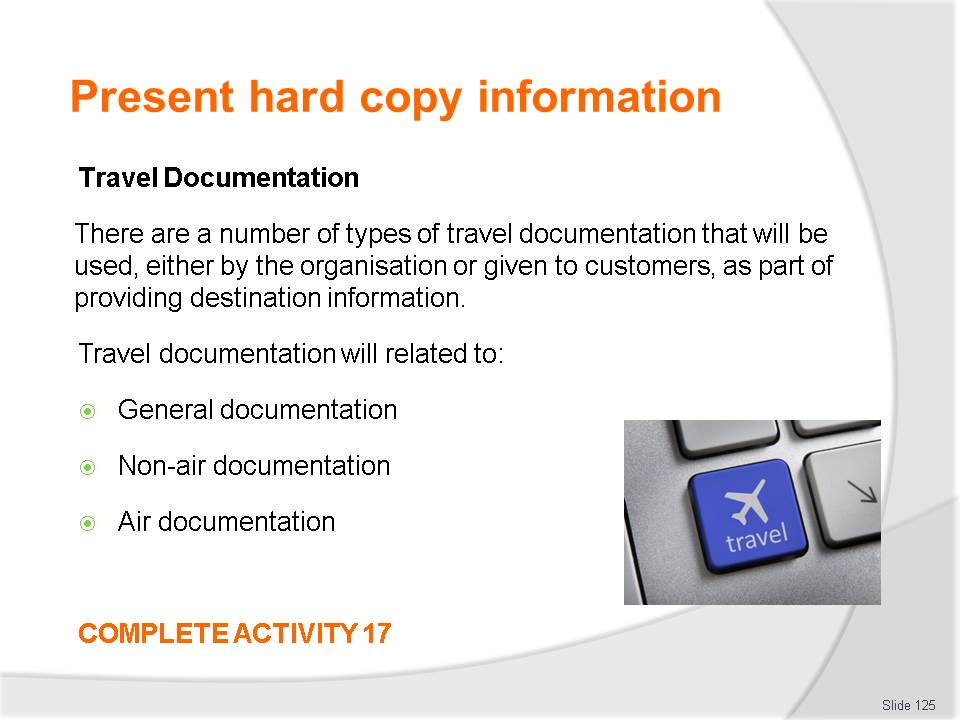 Present hard copy information
Travel Documentation
There are a number of types of travel documentation that will be
used, either by the organisation or given to customers, as part of
providing destination information.
Travel documentation will related to:
General documentation
Non-air documentation
Air documentation
travel
COMPLETE ACTIVITY 17
Slide 125